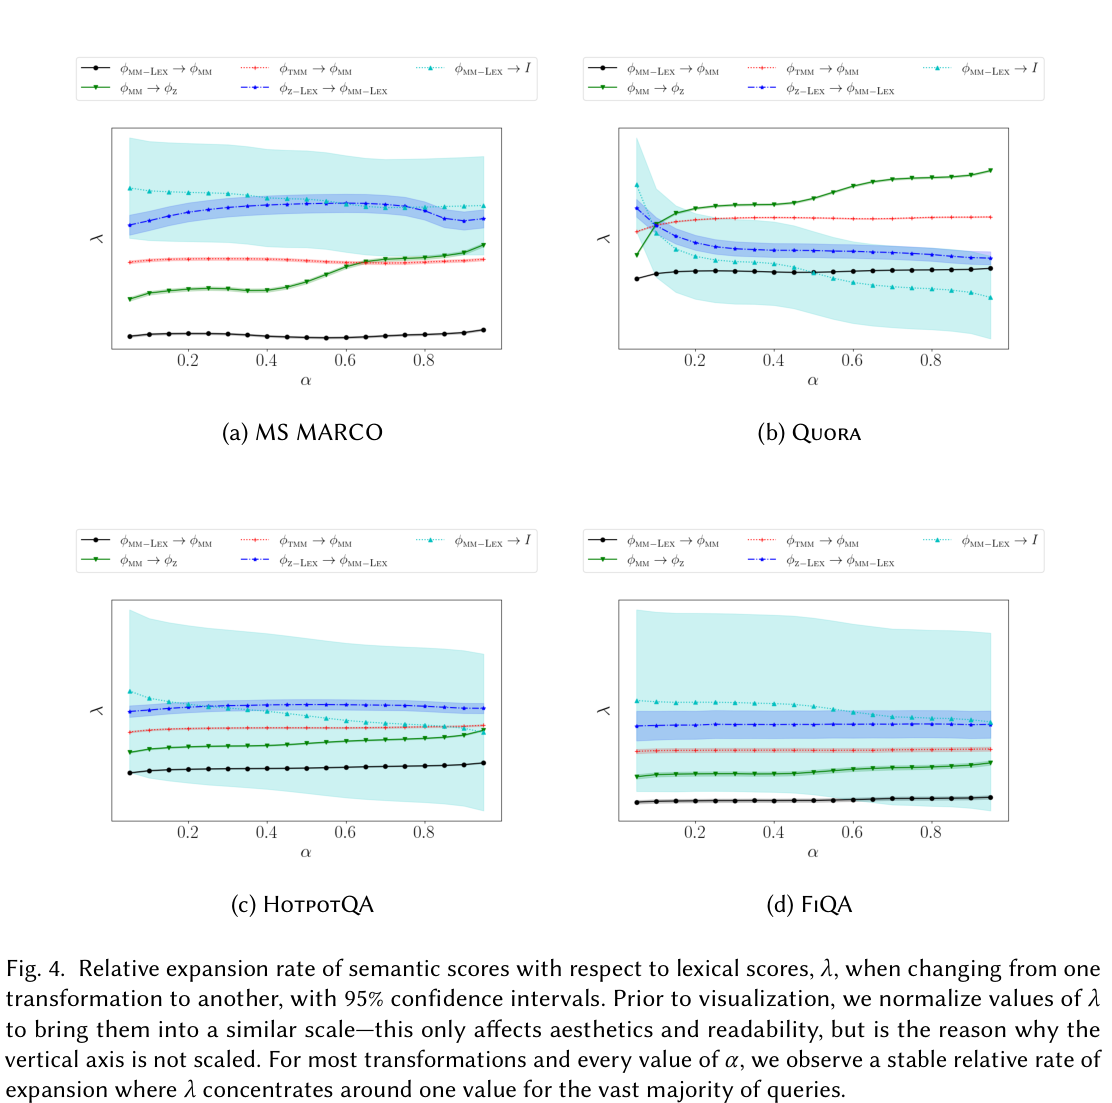 ϕMM−Lex → ϕMM ϕTMM → ϕMM ϕMM−Lex → I
ϕMM → ϕZ ϕZ−Lex → ϕMM−Lex
ϕMM−Lex → ϕMM ϕTMM → ϕMM ϕMM−Lex → I
ϕMM → ϕZ ϕZ−Lex → ϕMM−Lex
λ
0.2 0.4 0.6 0.8
α
λ
0.2 0.4 0.6 0.8
α
(a) MS MARCO
(b) Quora
ϕMM−Lex → ϕMM ϕTMM → ϕMM ϕMM−Lex → I
ϕMM → ϕZ ϕZ−Lex → ϕMM−Lex
ϕMM−Lex → ϕMM ϕTMM → ϕMM ϕMM−Lex → I
ϕMM → ϕZ ϕZ−Lex → ϕMM−Lex
λ
0.2 0.4 0.6 0.8
α
λ
0.2 0.4 0.6 0.8
α
(c) HotpotQA
(d) FiQA
Fig. 4. Relative expansion rate of semantic scores with respect to lexical scores, λ, when changing from one
transformation to another, with 95% confidence intervals. Prior to visualization, we normalize values of λ
to bring them into a similar scale—this only affects aesthetics and readability, but is the reason why the
vertical axis is not scaled. For most transformations and every value of α, we observe a stable relative rate of
expansion where λ concentrates around one value for the vast majority of queries.